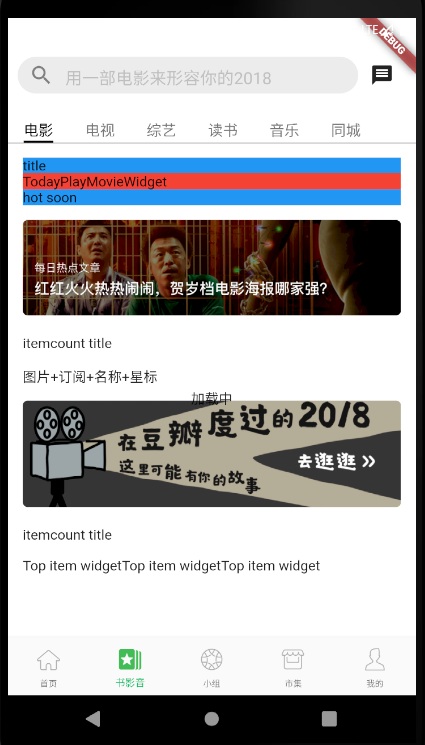 DEBUG
用一部电影来形容你的2018
电影 电视 综艺 读书 音乐 同城
title
TodayPlayMovieWidget
hot soon
每日热点文章
红红火火热热闹闹，贺岁档电影海报哪家强?
itemcount title
图片+订阅+名称+星标
加载中
在豆瓣度过的20/8
这里可能有你的故事
去逛逛 »
itemcount title
Top item widgetTop item widgetTop item widget
首页 书影音 小组 市集 我的